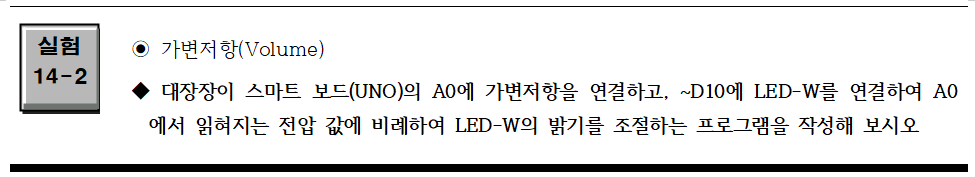 실험
14-2
◉ 가변저항(Volume)
◆ 대장장이 스마트 보드(UNO)의 A0에 가변저항을 연결하고, ~D10에 LED-W를 연결하여 A0
에서 읽혀지는 전압 값에 비례하여 LED-W의 밝기를 조절하는 프로그램을 작성해 보시오